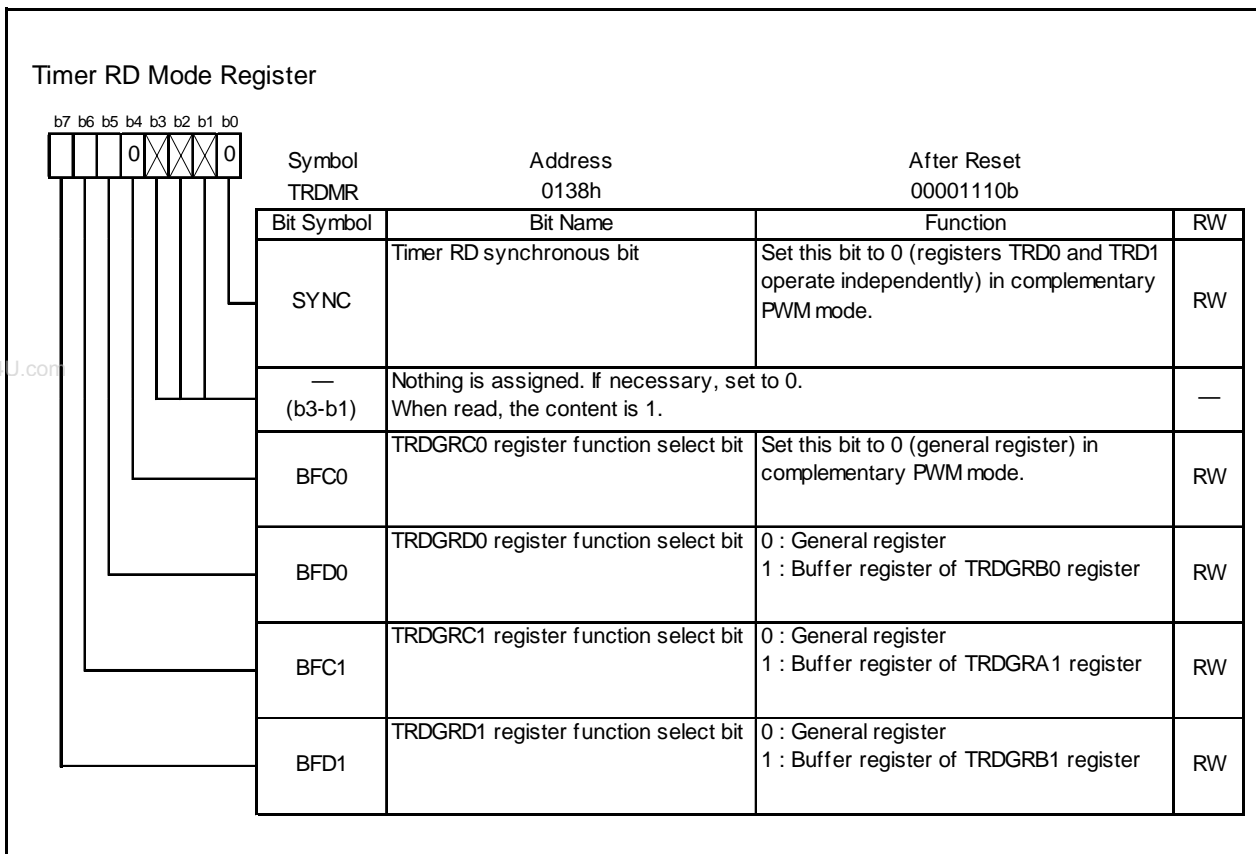 Timer RD Mode Register
b7 b6 b5 b4 b3 b2 b1 b0
0 0
Symbol Address After Reset
TRDMR 0138h 00001110b
Bit Symbol Bit Name Function RW
SYNC Timer RD synchronous bit Set this bit to 0 (registers TRD0 and TRD1
operate independently) in complementary
PWM mode.
RW
4U.com
— Nothing is assigned. If necessary, set to 0.
(b3-b1) When read, the content is 1. —
BFC0 TRDGRC0 register function select bit Set this bit to 0 (general register) in
complementary PWM mode.
RW
BFD0 TRDGRD0 register function select bit 0 : General register
1 : Buffer register of TRDGRB0 register
RW
BFC1 TRDGRC1 register function select bit 0 : General register
1 : Buffer register of TRDGRA1 register
RW
BFD1 TRDGRD1 register function select bit 0 : General register
1 : Buffer register of TRDGRB1 register
RW